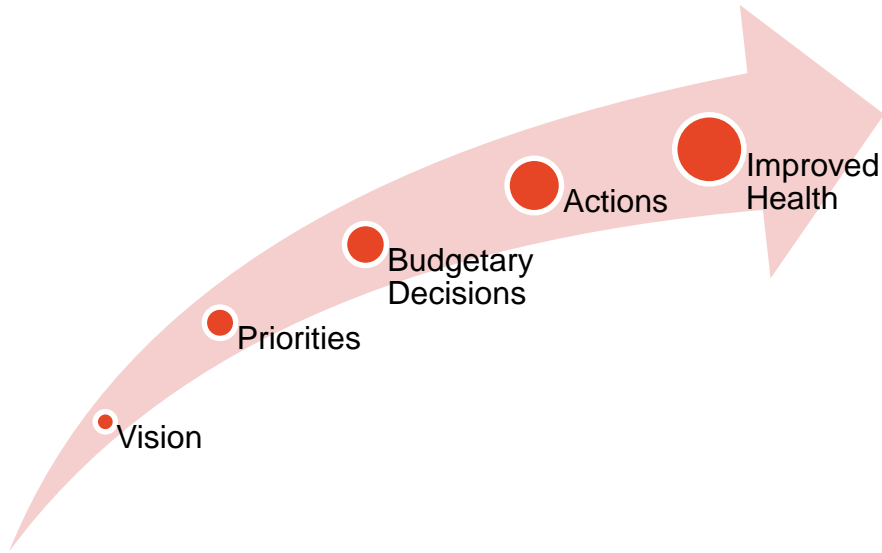 Vision
Priorities
Budgetary
Decisions
Actions
Improved
Health